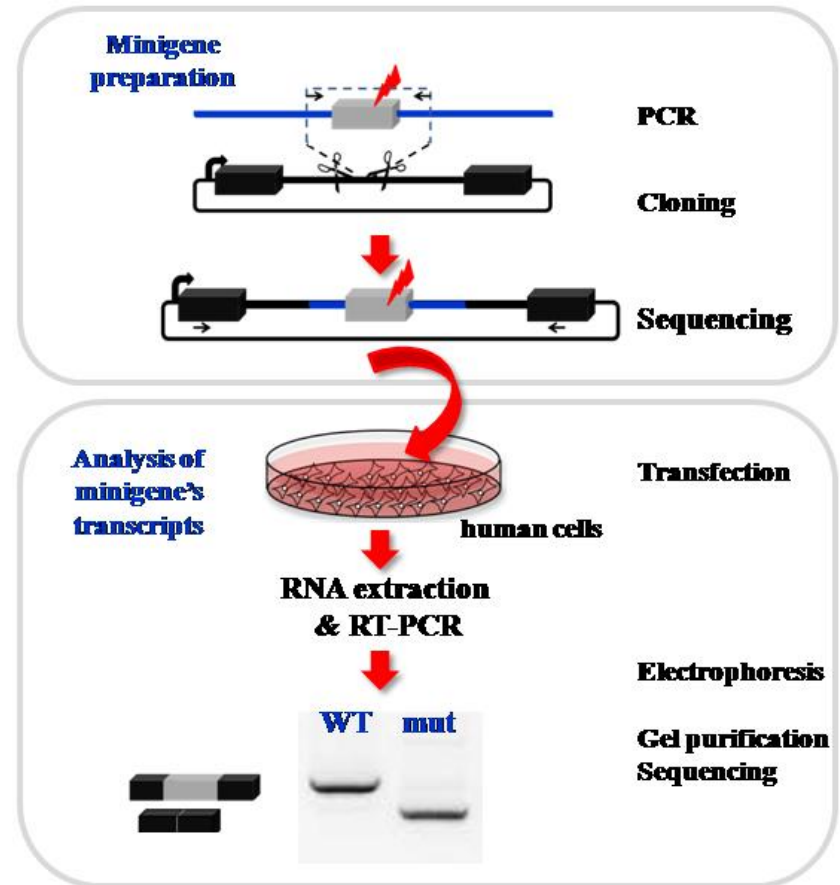 Minigene
preparation
PCR
Cloning
Sequencing
Analysis of
minigene's
transcripts
Transfection
human cells
RNA extraction
& RT-PCR
Electrophoresis
WT mut
Gel purification
Sequencing